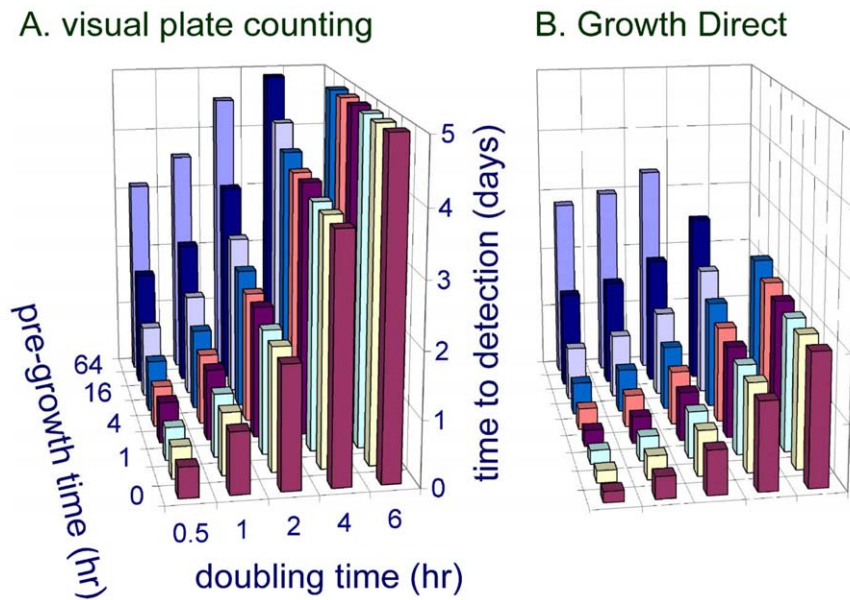 A. visual plate counting
B. Growth Direct
5
4
3
2
1
0
time to detection (days)
64
16
4
1
0
pre-growth time (hr)
0.5 1 2 4 6
doubling time (hr)